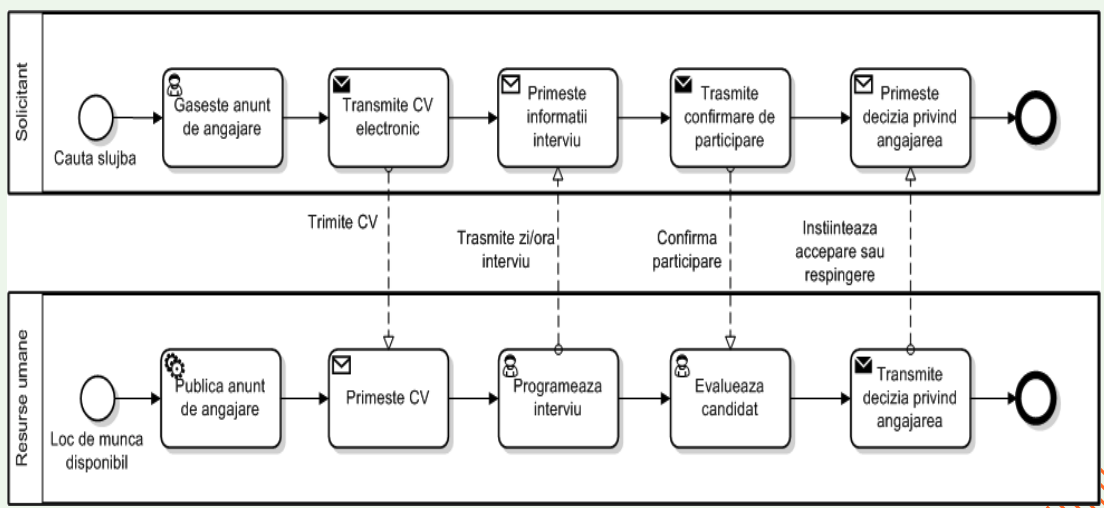 Solicitant
Cauta slujba
Gaseste anunt
de angajare
Transmite CV
electronic
Primeste
informatii
interviu
Trasmite
confirmare de
participare
Primeste
decizia privind
angajarea
Trimite CV
Trasmite zi/ora
interviu
Confirma
participare
Instiinteaza
accepare sau
respingere
Resurse umane
Loc de munca
disponibil
Publica anunt
de angajare
Primeste CV
Programeaza
interviu
Evalueaza
candidat
Transmite
decizia privind
angajarea